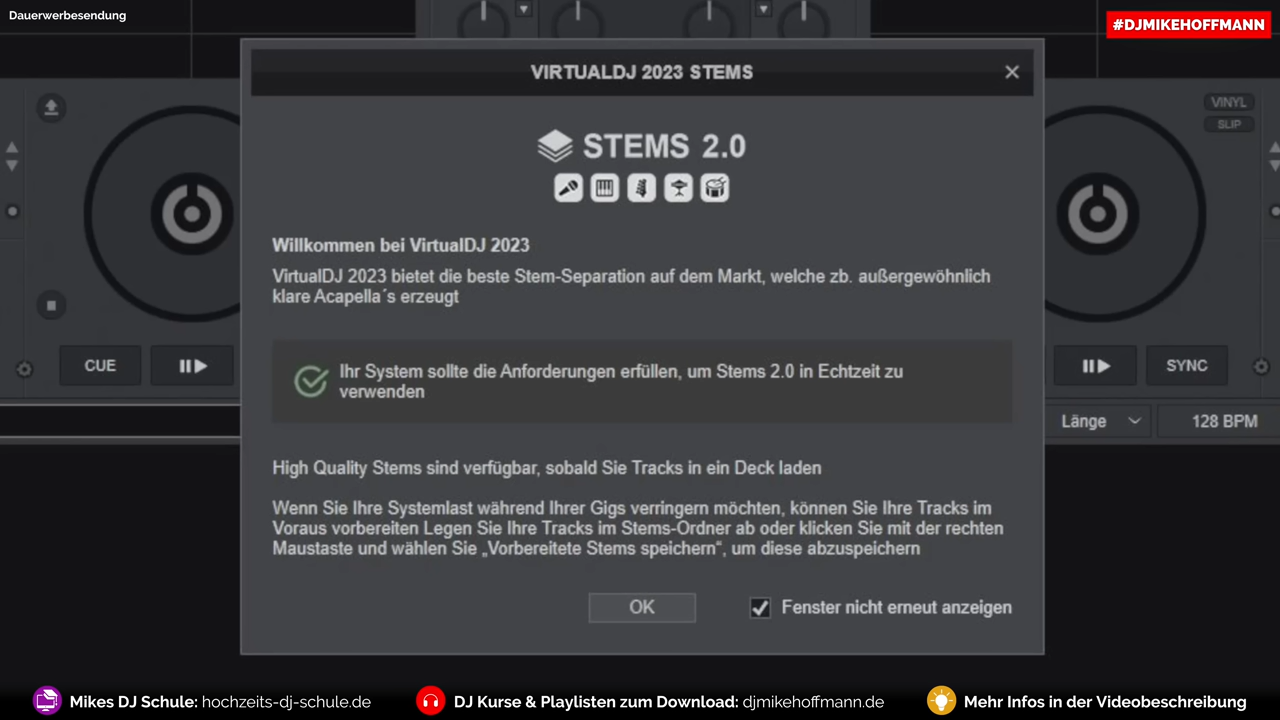 Dauerwerbesendung
#DJMIKEHOFFMANN
VIRTUALDJ 2023 STEMS
VINYL
SLIP
STEMS 2.0
Willkommen bei VirtualDJ 2023
VirtualDJ 2023 bietet die beste Stem-Separation auf dem Markt, welche zb. außergewöhnlich
klare Acapella´s erzeugt
Ihr System sollte die Anforderungen erfüllen, um Stems 2.0 in Echtzeit zu
verwenden
CUE
SYNC
Länge
128 BPM
High Quality Stems sind verfügbar, sobald Sie Tracks in ein Deck laden
Wenn Sie Ihre Systemlast während Ihrer Gigs verringern möchten, können Sie Ihre Tracks im
Voraus vorbereiten Legen Sie Ihre Tracks im Stems-Ordner ab oder klicken Sie mit der rechten
Maustaste und wählen Sie „Vorbereitete Stems speichern“, um diese abzuspeichern
OK
Fenster nicht erneut anzeigen
Mikes DJ Schule: hochzeits-dj-schule.de
DJ Kurse & Playlisten zum Download: djmikehoffmann.de
Mehr Infos in der Videobeschreibung